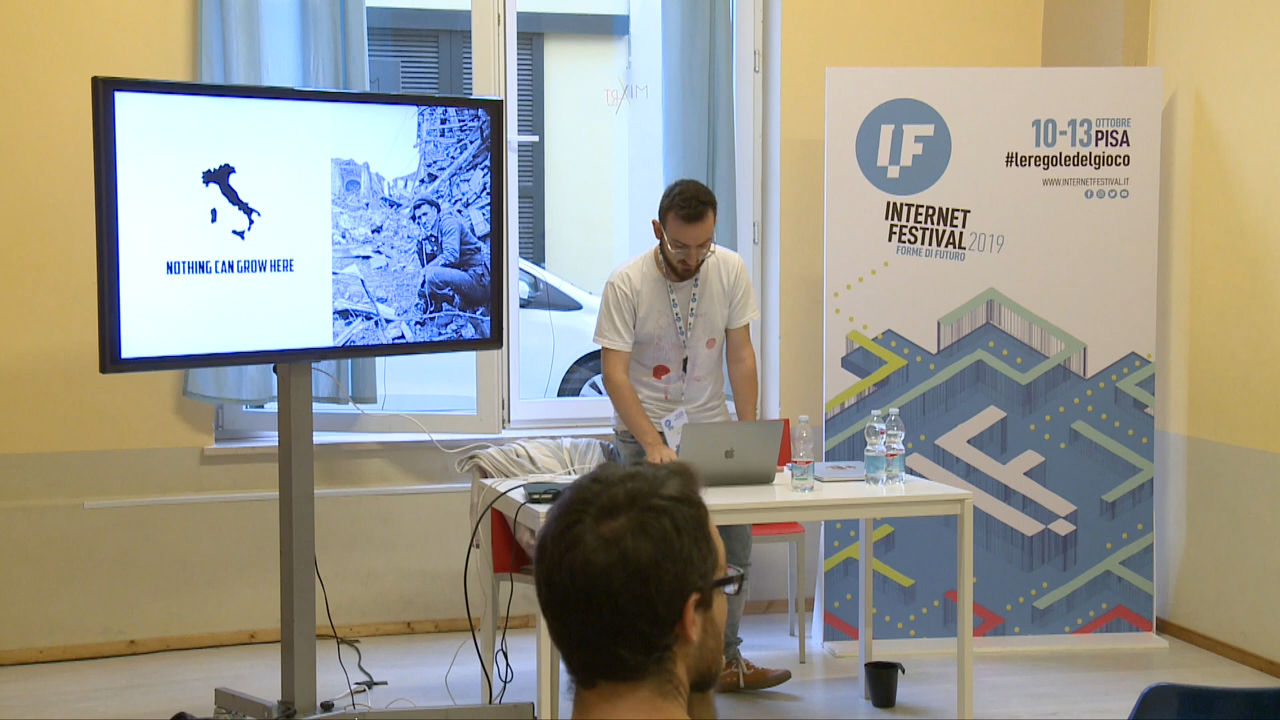 NOTHING CAN GROW HERE
IF
INTERNET
FESTIVAL 2019
FORME DI FUTURO
10-13 OTTOBRE
PISA
#leregoledelgioco
WWW.INTERNETFESTIVAL.IT